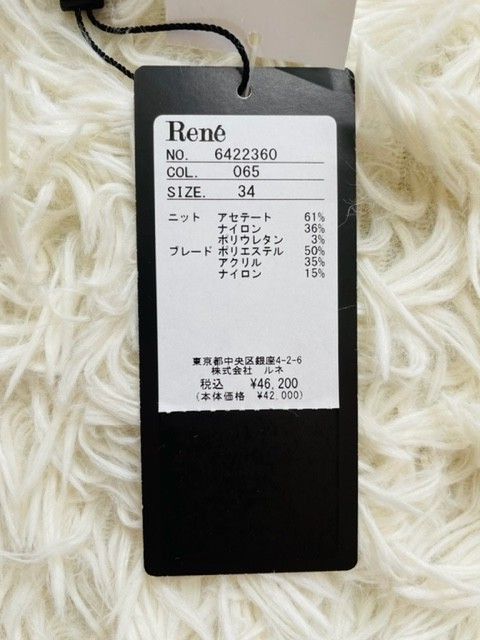 René
NO. 6422360
COL. 065
SIZE. 34
ニット アセテート 61%
ナイロン 36%
ポリウレタン 3%
ブレード ポリエステル 50%
アクリル 35%
ナイロン 15%
東京都中央区銀座4-2-6
株式会社 ルネ
税込 ¥46,200
(本体価格 ¥42,000)